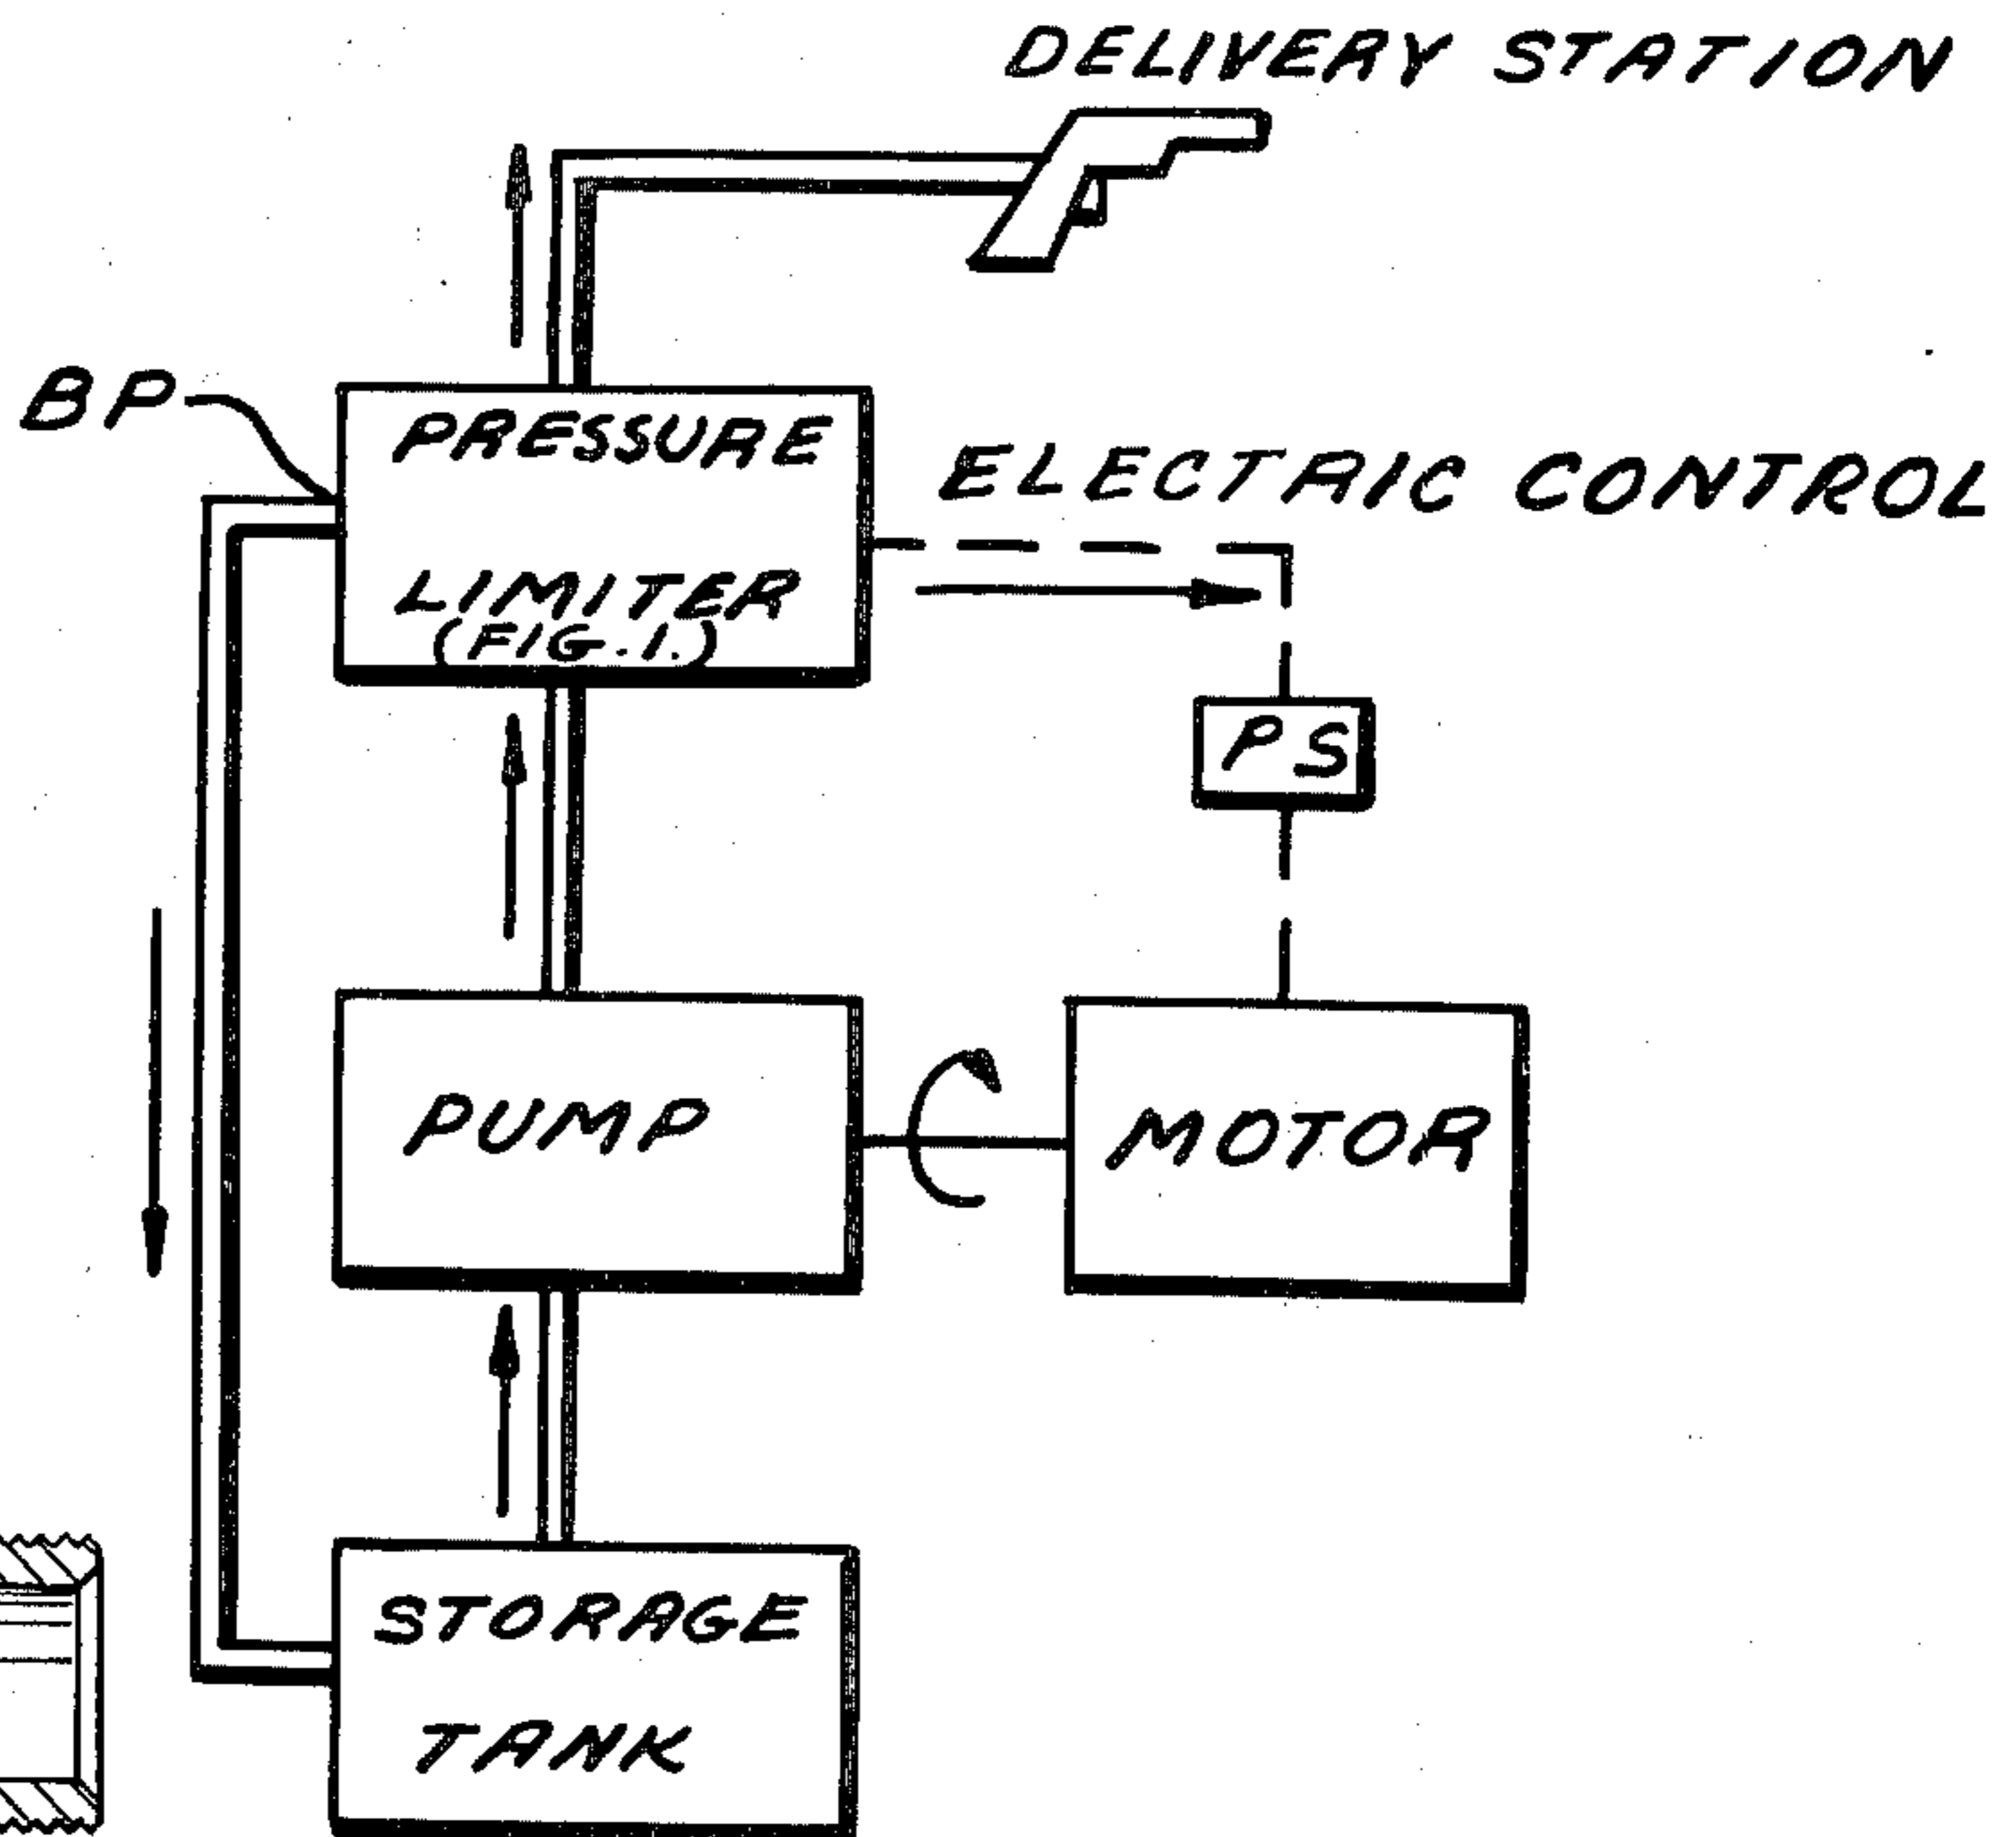 DELIVERY STATION
BP
PRESSURE
LIMITER
(FIG. 1.)
ELECTRIC CONTROL
PS
PUMP
MOTOR
STORAGE
TANK